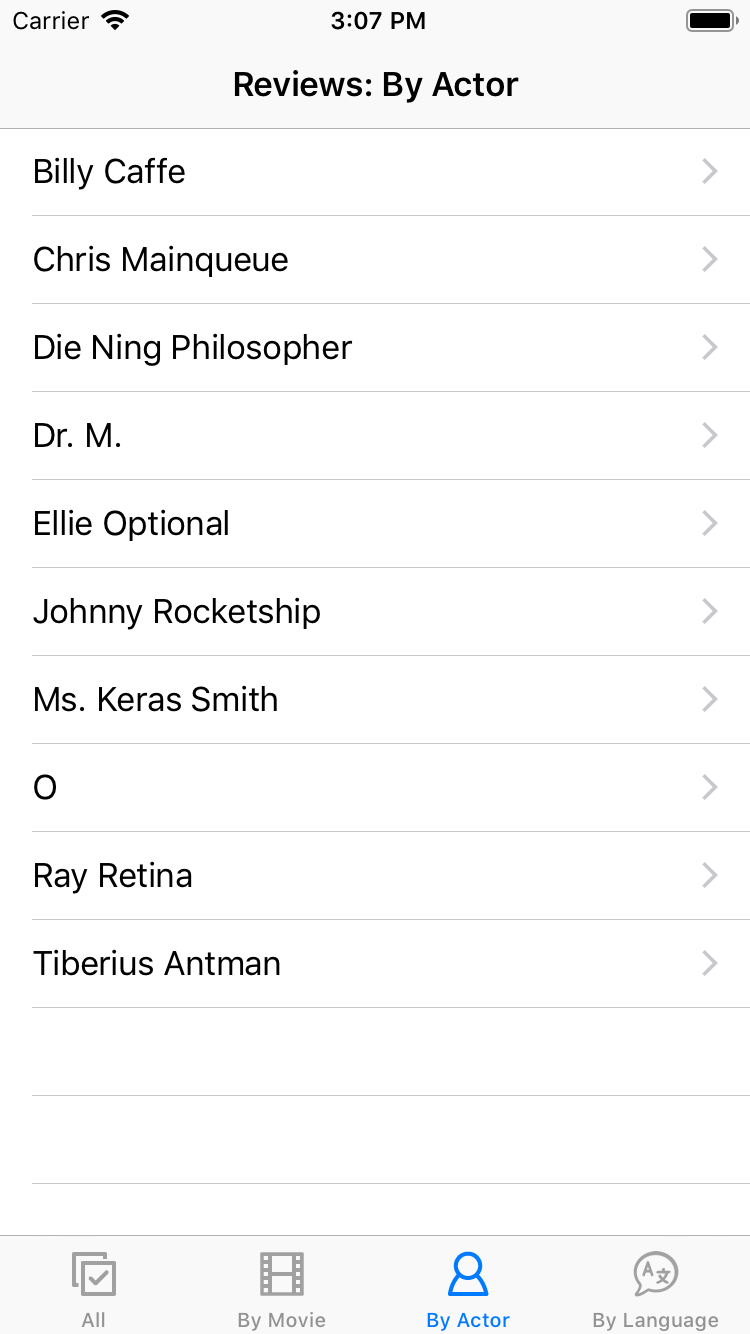 Carrier 3:07 PM
Reviews: By Actor
Billy Caffe
Chris Mainqueue
Die Ning Philosopher
Dr. M.
Ellie Optional
Johnny Rocketship
Ms. Keras Smith
O
Ray Retina
Tiberius Antman
A 文
All By Movie By Actor By Language